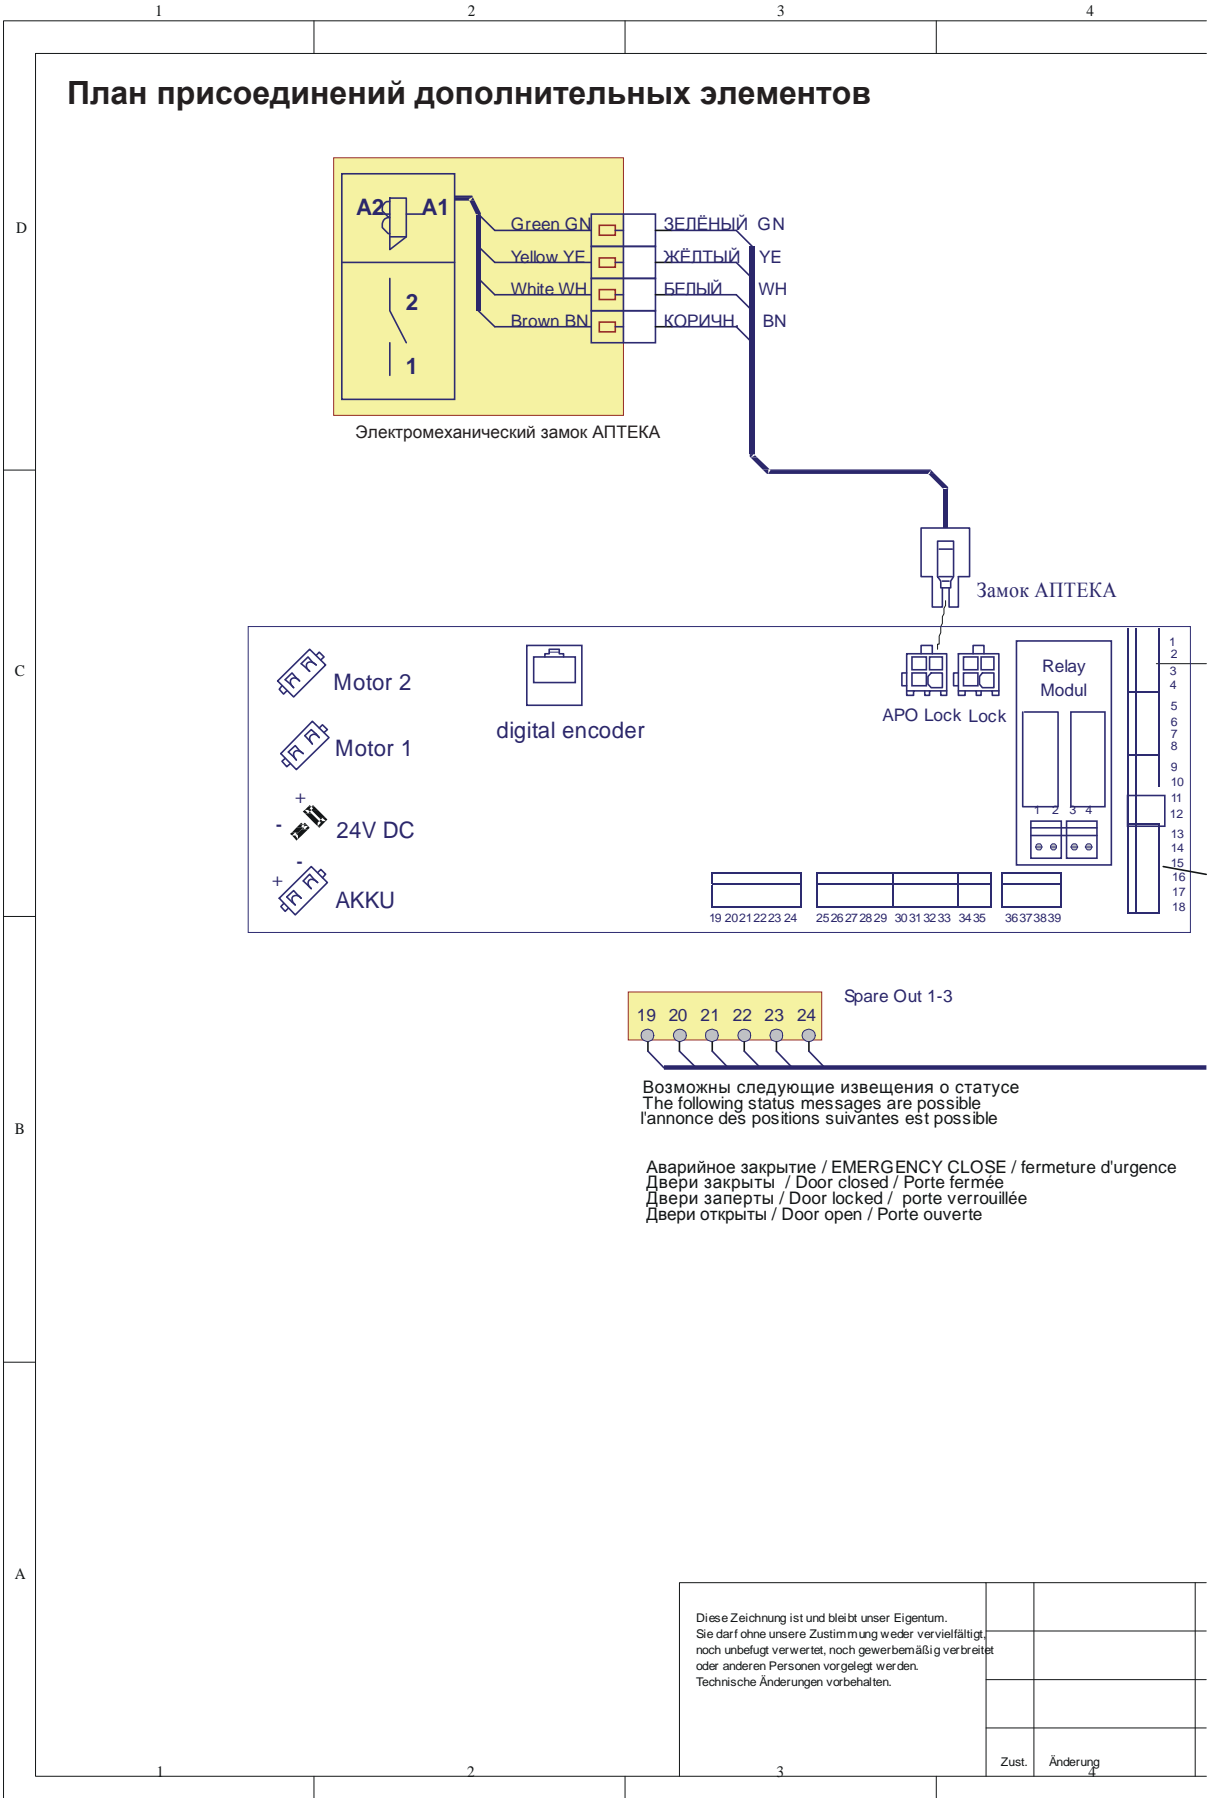 1 2 3 4
План присоединений дополнительных элементов
D
A2 A1
2
1
Green GN
Yellow YE
White WH
Brown BN
ЗЕЛЁНЫЙ GN
ЖЁЛТЫЙ YE
БЕЛЫЙ WH
КОРИЧН. BN
Электромеханический замок АПТЕКА
Замок АПТЕКА
C
Motor 2
Motor 1
+
-
24V DC
-
+
AKKU
digital encoder
APO Lock Lock
Relay
Modul
1 2 3 4
1
2
3
4
5
6
7
8
9
10
11
12
13
14
15
16
17
18
19 20 21 22 23 24 25 26 27 28 29 30 31 32 33 34 35 36 37 38 39
Spare Out 1-3
19 20 21 22 23 24
B
Возможны следующие извещения о статусе
The following status messages are possible
l'annonce des positions suivantes est possible
Аварийное закрытие / EMERGENCY CLOSE / fermeture d'urgence
Двери закрыты / Door closed / Porte fermée
Двери заперты / Door locked / porte verrouillée
Двери открыты / Door open / Porte ouverte
A
Diese Zeichnung ist und bleibt unser Eigentum.
Sie darf ohne unsere Zustimmung weder vervielfältigt,
noch unbefugt verwertet, noch gewerbemäßig verbreitet
oder anderen Personen vorgelegt werden.
Technische Änderungen vorbehalten.
Zust. Änderung
1 2 3 4